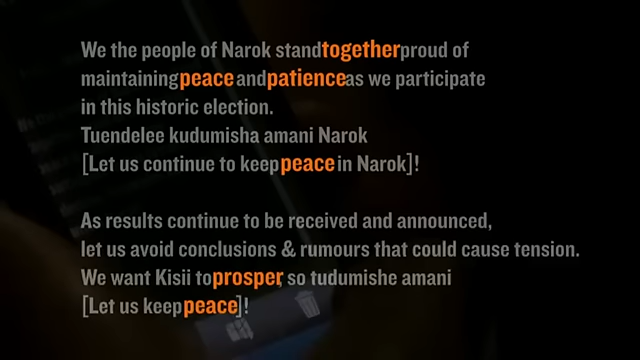 We the people of Narok stand together proud of
maintaining peace and patience as we participate
in this historic election.
Tuendelee kudumisha amani Narok
[Let us continue to keep peace in Narok]!
As results continue to be received and announced,
let us avoid conclusions & rumours that could cause tension.
We want Kisii to prosper, so tudumishe amani
[Let us keep peace]!